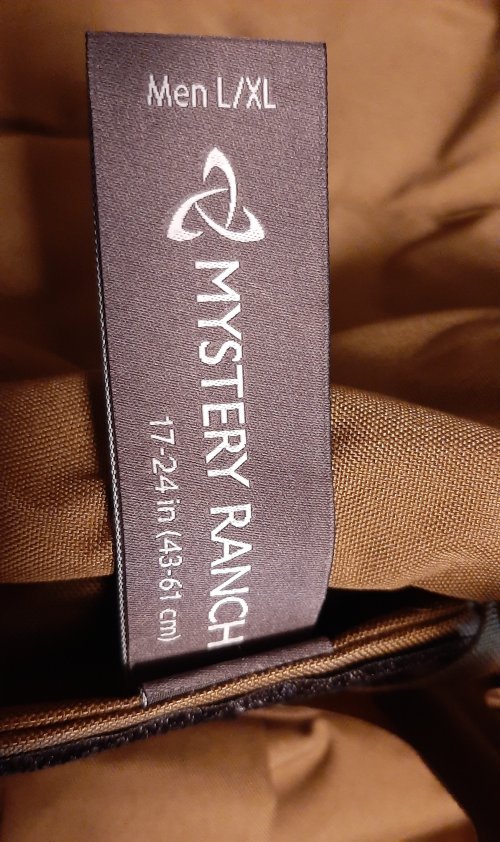 Men L/XL
MYSTERY RANCH
17-24 in (43-61 cm)